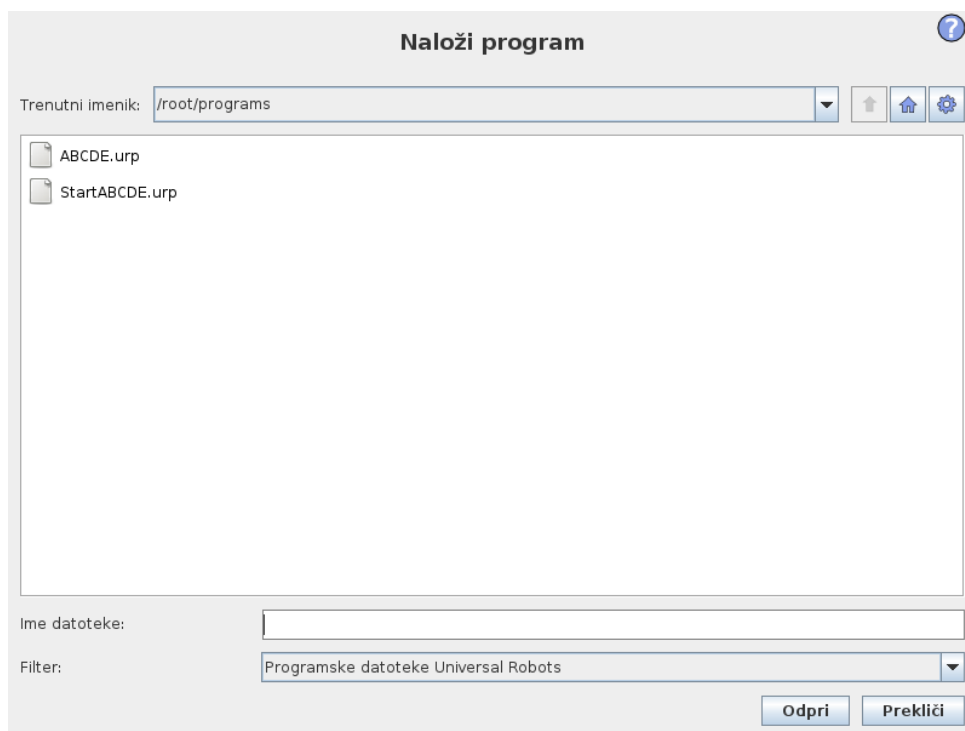 Naloži program
?
Trenutni imenik: /root/programs
ABCDE.urp
StartABCDE.urp
Ime datoteke:
Filter: Programske datoteke Universal Robots
Odpri Prekliči